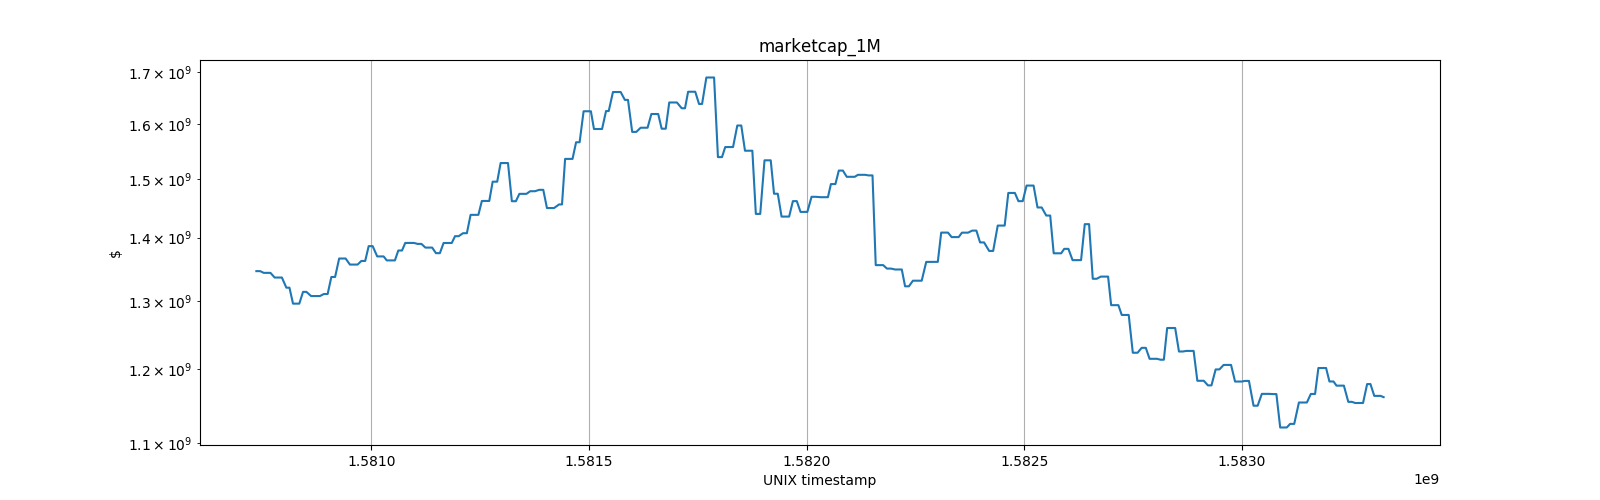 marketcap_1M
$
1.7 × 10⁹
1.6 × 10⁹
1.5 × 10⁹
1.4 × 10⁹
1.3 × 10⁹
1.2 × 10⁹
1.1 × 10⁹
1.5810 1.5815 1.5820 1.5825 1.5830
UNIX timestamp
1e9